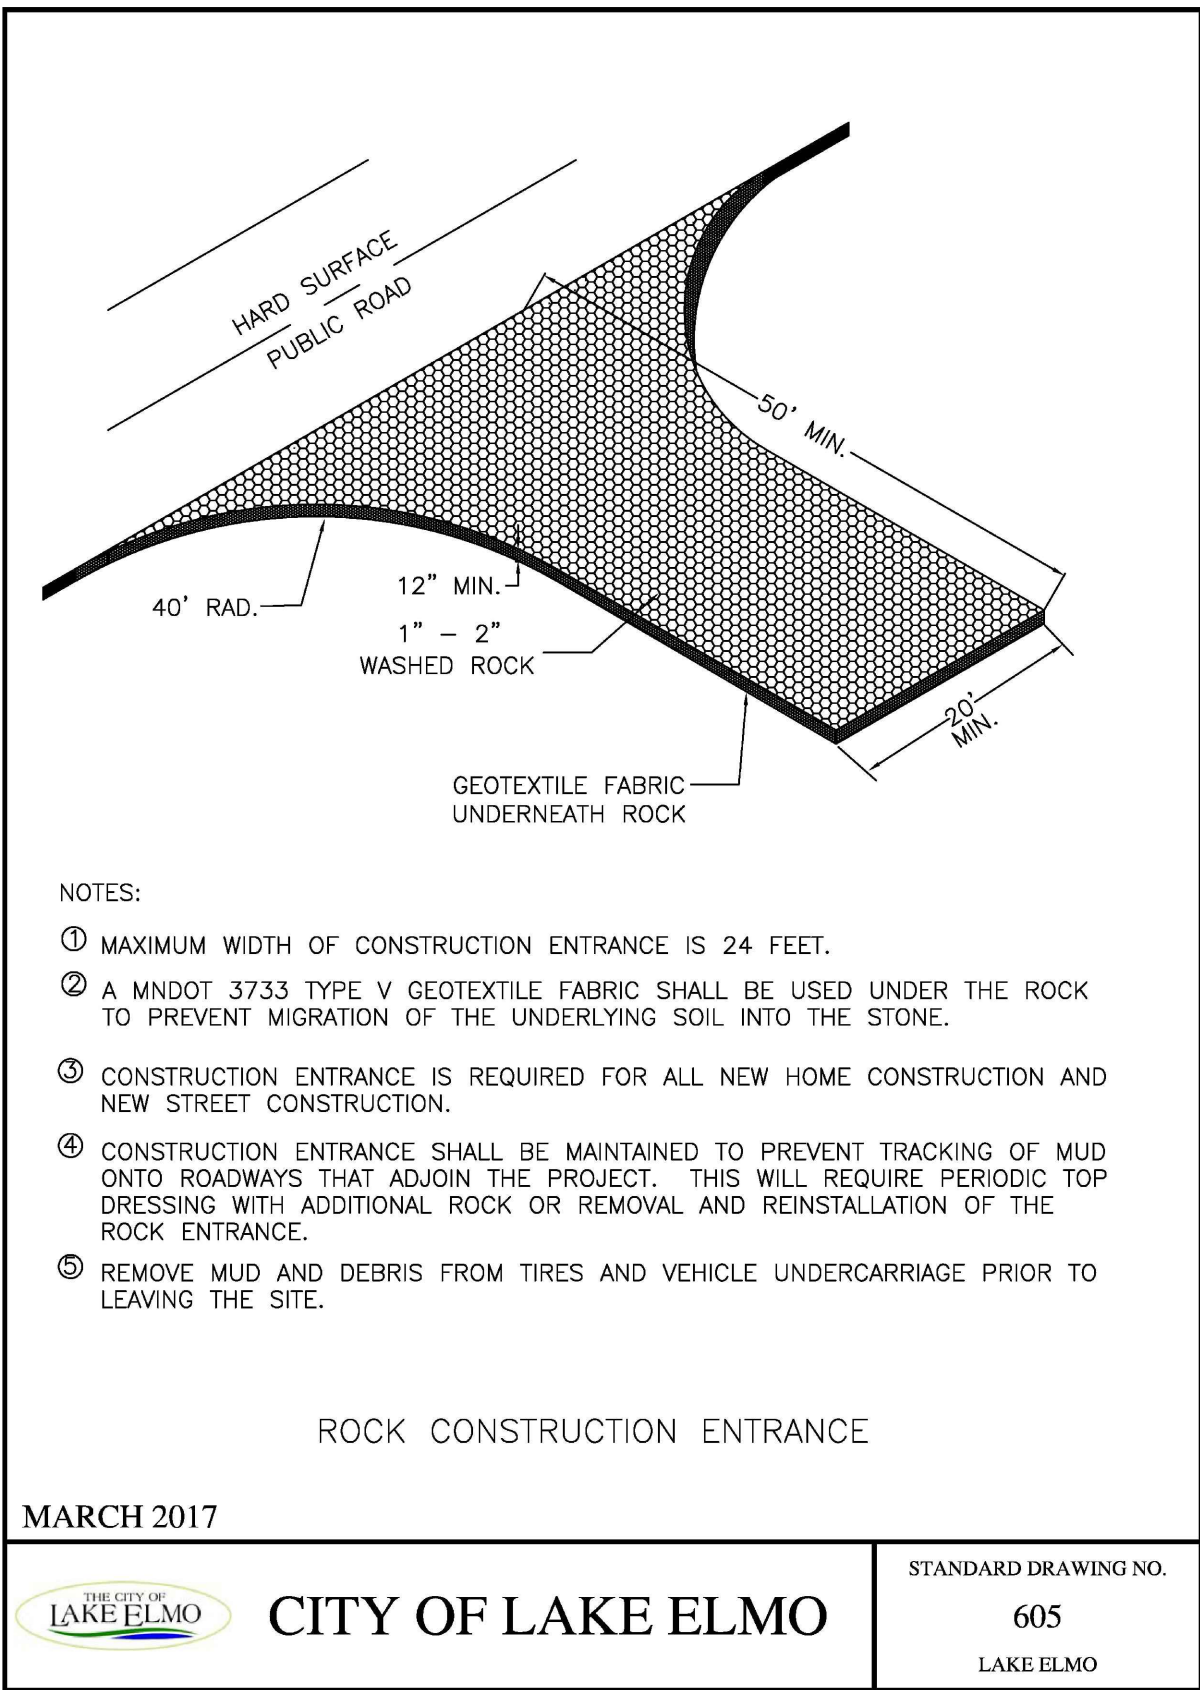 HARD SURFACE
PUBLIC ROAD
50' MIN.
12" MIN.
40' RAD.
1" – 2"
WASHED ROCK
20'
MIN.
GEOTEXTILE FABRIC
UNDERNEATH ROCK
NOTES:
① MAXIMUM WIDTH OF CONSTRUCTION ENTRANCE IS 24 FEET.
② A MNDOT 3733 TYPE V GEOTEXTILE FABRIC SHALL BE USED UNDER THE ROCK
TO PREVENT MIGRATION OF THE UNDERLYING SOIL INTO THE STONE.
③ CONSTRUCTION ENTRANCE IS REQUIRED FOR ALL NEW HOME CONSTRUCTION AND
NEW STREET CONSTRUCTION.
④ CONSTRUCTION ENTRANCE SHALL BE MAINTAINED TO PREVENT TRACKING OF MUD
ONTO ROADWAYS THAT ADJOIN THE PROJECT. THIS WILL REQUIRE PERIODIC TOP
DRESSING WITH ADDITIONAL ROCK OR REMOVAL AND REINSTALLATION OF THE
ROCK ENTRANCE.
⑤ REMOVE MUD AND DEBRIS FROM TIRES AND VEHICLE UNDERCARRIAGE PRIOR TO
LEAVING THE SITE.
ROCK CONSTRUCTION ENTRANCE
MARCH 2017
THE CITY OF
LAKE ELMO
CITY OF LAKE ELMO
STANDARD DRAWING NO.
605
LAKE ELMO